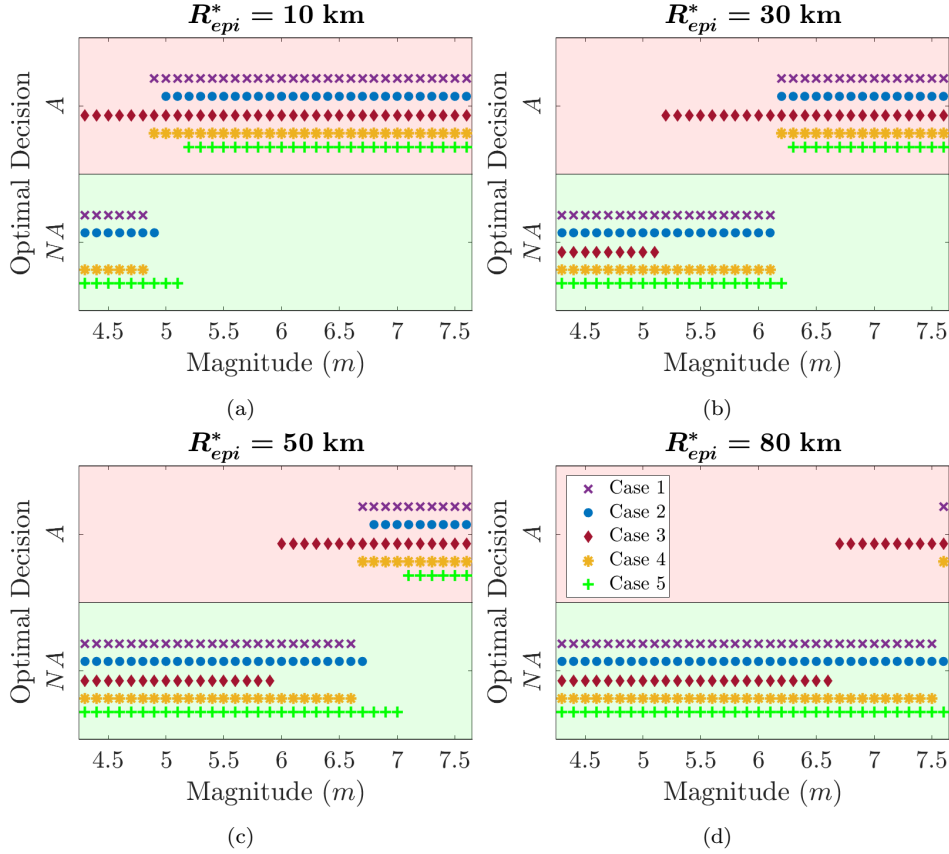 R*epi = 10 km
Optimal Decision
A
NA
4.5 5 5.5 6 6.5 7 7.5
Magnitude (m)
(a)
R*epi = 30 km
Optimal Decision
A
NA
4.5 5 5.5 6 6.5 7 7.5
Magnitude (m)
(b)
R*epi = 50 km
Optimal Decision
A
NA
4.5 5 5.5 6 6.5 7 7.5
Magnitude (m)
(c)
R*epi = 80 km
Optimal Decision
A
NA
Case 1
Case 2
Case 3
Case 4
Case 5
4.5 5 5.5 6 6.5 7 7.5
Magnitude (m)
(d)